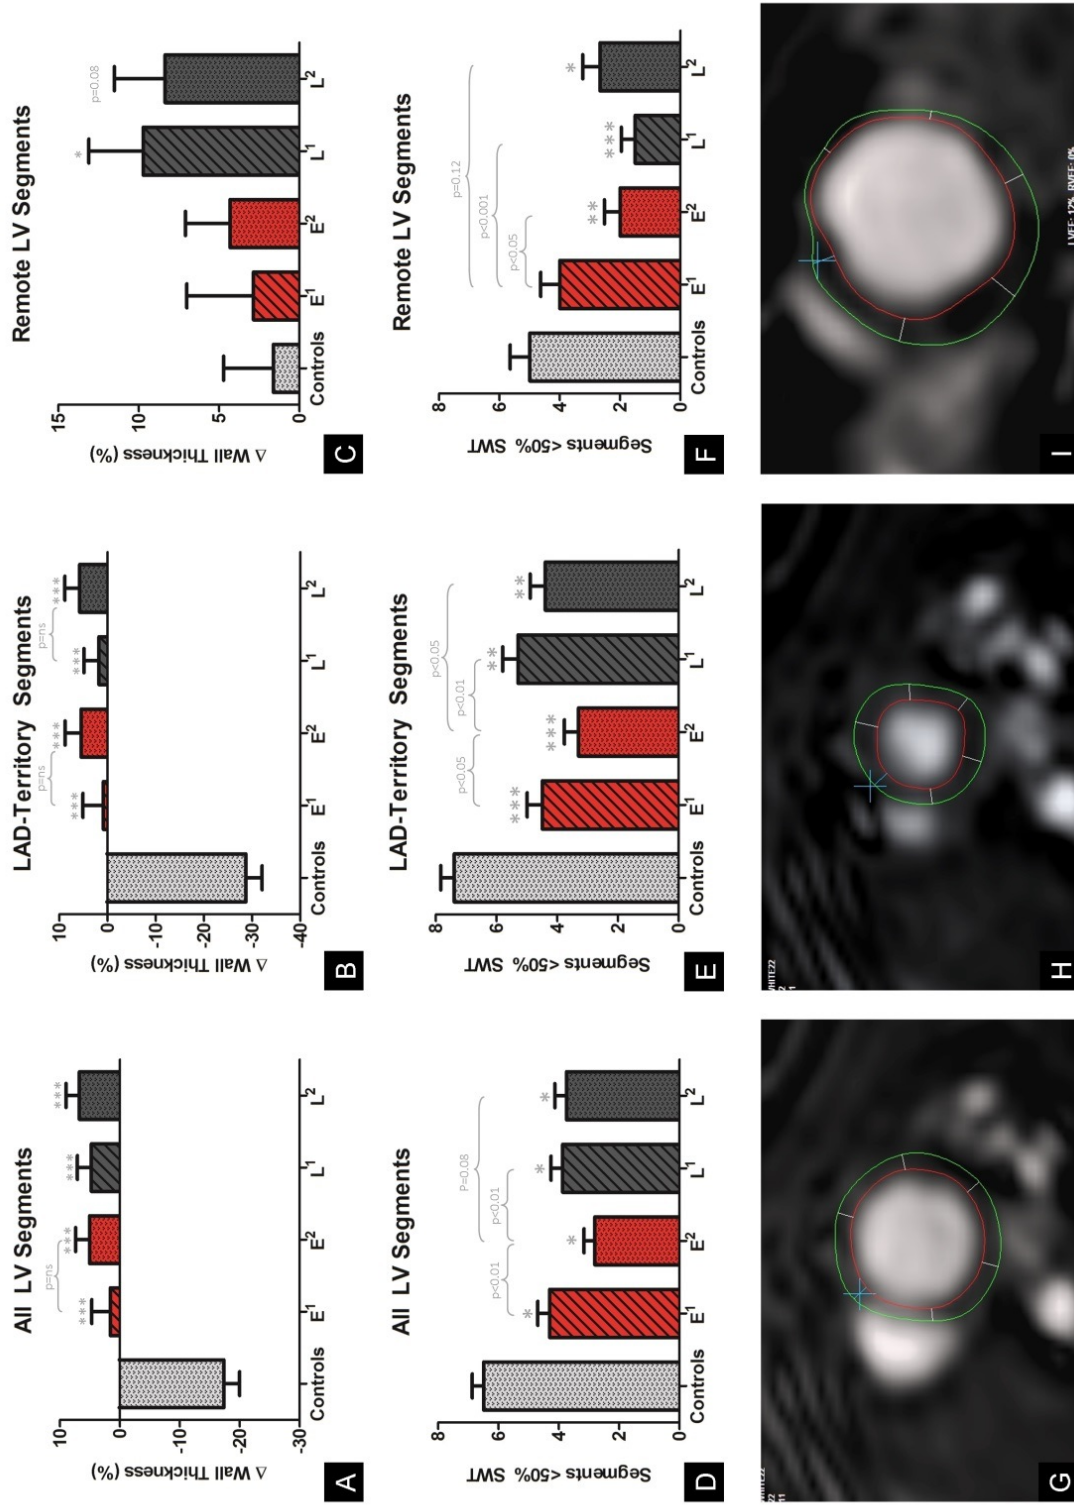 All LV Segments
Δ Wall Thickness (%)
10
0
-10
-20
-30
***
***
***
***
p=ns
Controls
E1
E2
L1
L2
A
LAD-Territory Segments
Δ Wall Thickness (%)
10
0
-10
-20
-30
-40
***
***
***
***
p=ns
p=ns
Controls
E1
E2
L1
L2
B
Remote LV Segments
Δ Wall Thickness (%)
15
10
5
0
*
p=0.08
Controls
E1
E2
L1
L2
C
All LV Segments
Segments <50% SWT
8
6
4
2
0
P=0.08
p<0.01
p<0.01
*
*
*
*
Controls
E1
E2
L1
L2
D
LAD-Territory Segments
Segments <50% SWT
8
6
4
2
0
p<0.05
p<0.01
p<0.05
***
***
**
**
Controls
E1
E2
L1
L2
E
Remote LV Segments
Segments <50% SWT
8
6
4
2
0
p=0.12
p<0.001
p<0.05
**
***
*
Controls
E1
E2
L1
L2
F
G
H
LVEF: 12% RVEF: 0%
I